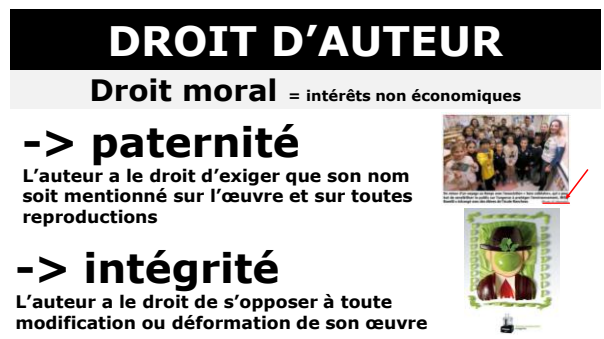 DROIT D’AUTEUR
Droit moral = intérêts non économiques
-> paternité
L’auteur a le droit d’exiger que son nom
soit mentionné sur l’œuvre et sur toutes
reproductions
-> intégrité
L’auteur a le droit de s’opposer à toute
modification ou déformation de son œuvre